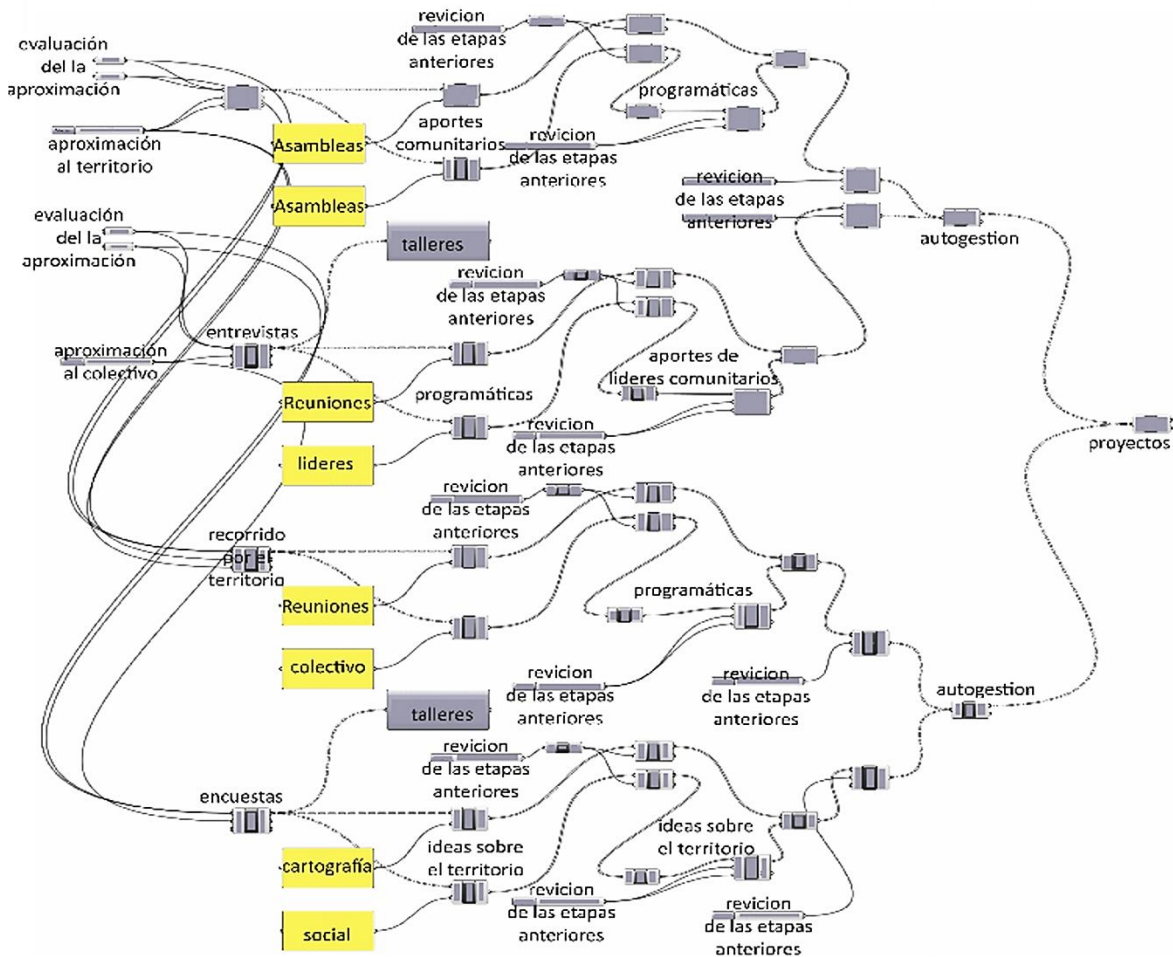 revicion
de las etapas
anteriores
evaluación
del la
aproximación
programáticas
aproximación
al territorio
Asambleas
aportes
comunitarios
revicion
de las etapas
anteriores
Asambleas
revicion
de las etapas
anteriores
autogestion
evaluación
del la
aproximación
talleres
revicion
de las etapas
anteriores
entrevistas
aproximación
al colectivo
aportes de
lideres comunitarios
Reuniones
programáticas
revicion
de las etapas
anteriores
proyectos
lideres
revicion
de las etapas
anteriores
recorrido
por el
territorio
Reuniones
programáticas
colectivo
revicion
de las etapas
anteriores
revicion
de las etapas
anteriores
autogestion
talleres
revicion
de las etapas
anteriores
encuestas
ideas sobre
el territorio
ideas sobre
el territorio
cartografía
revicion
de las etapas
anteriores
revicion
de las etapas
anteriores
social